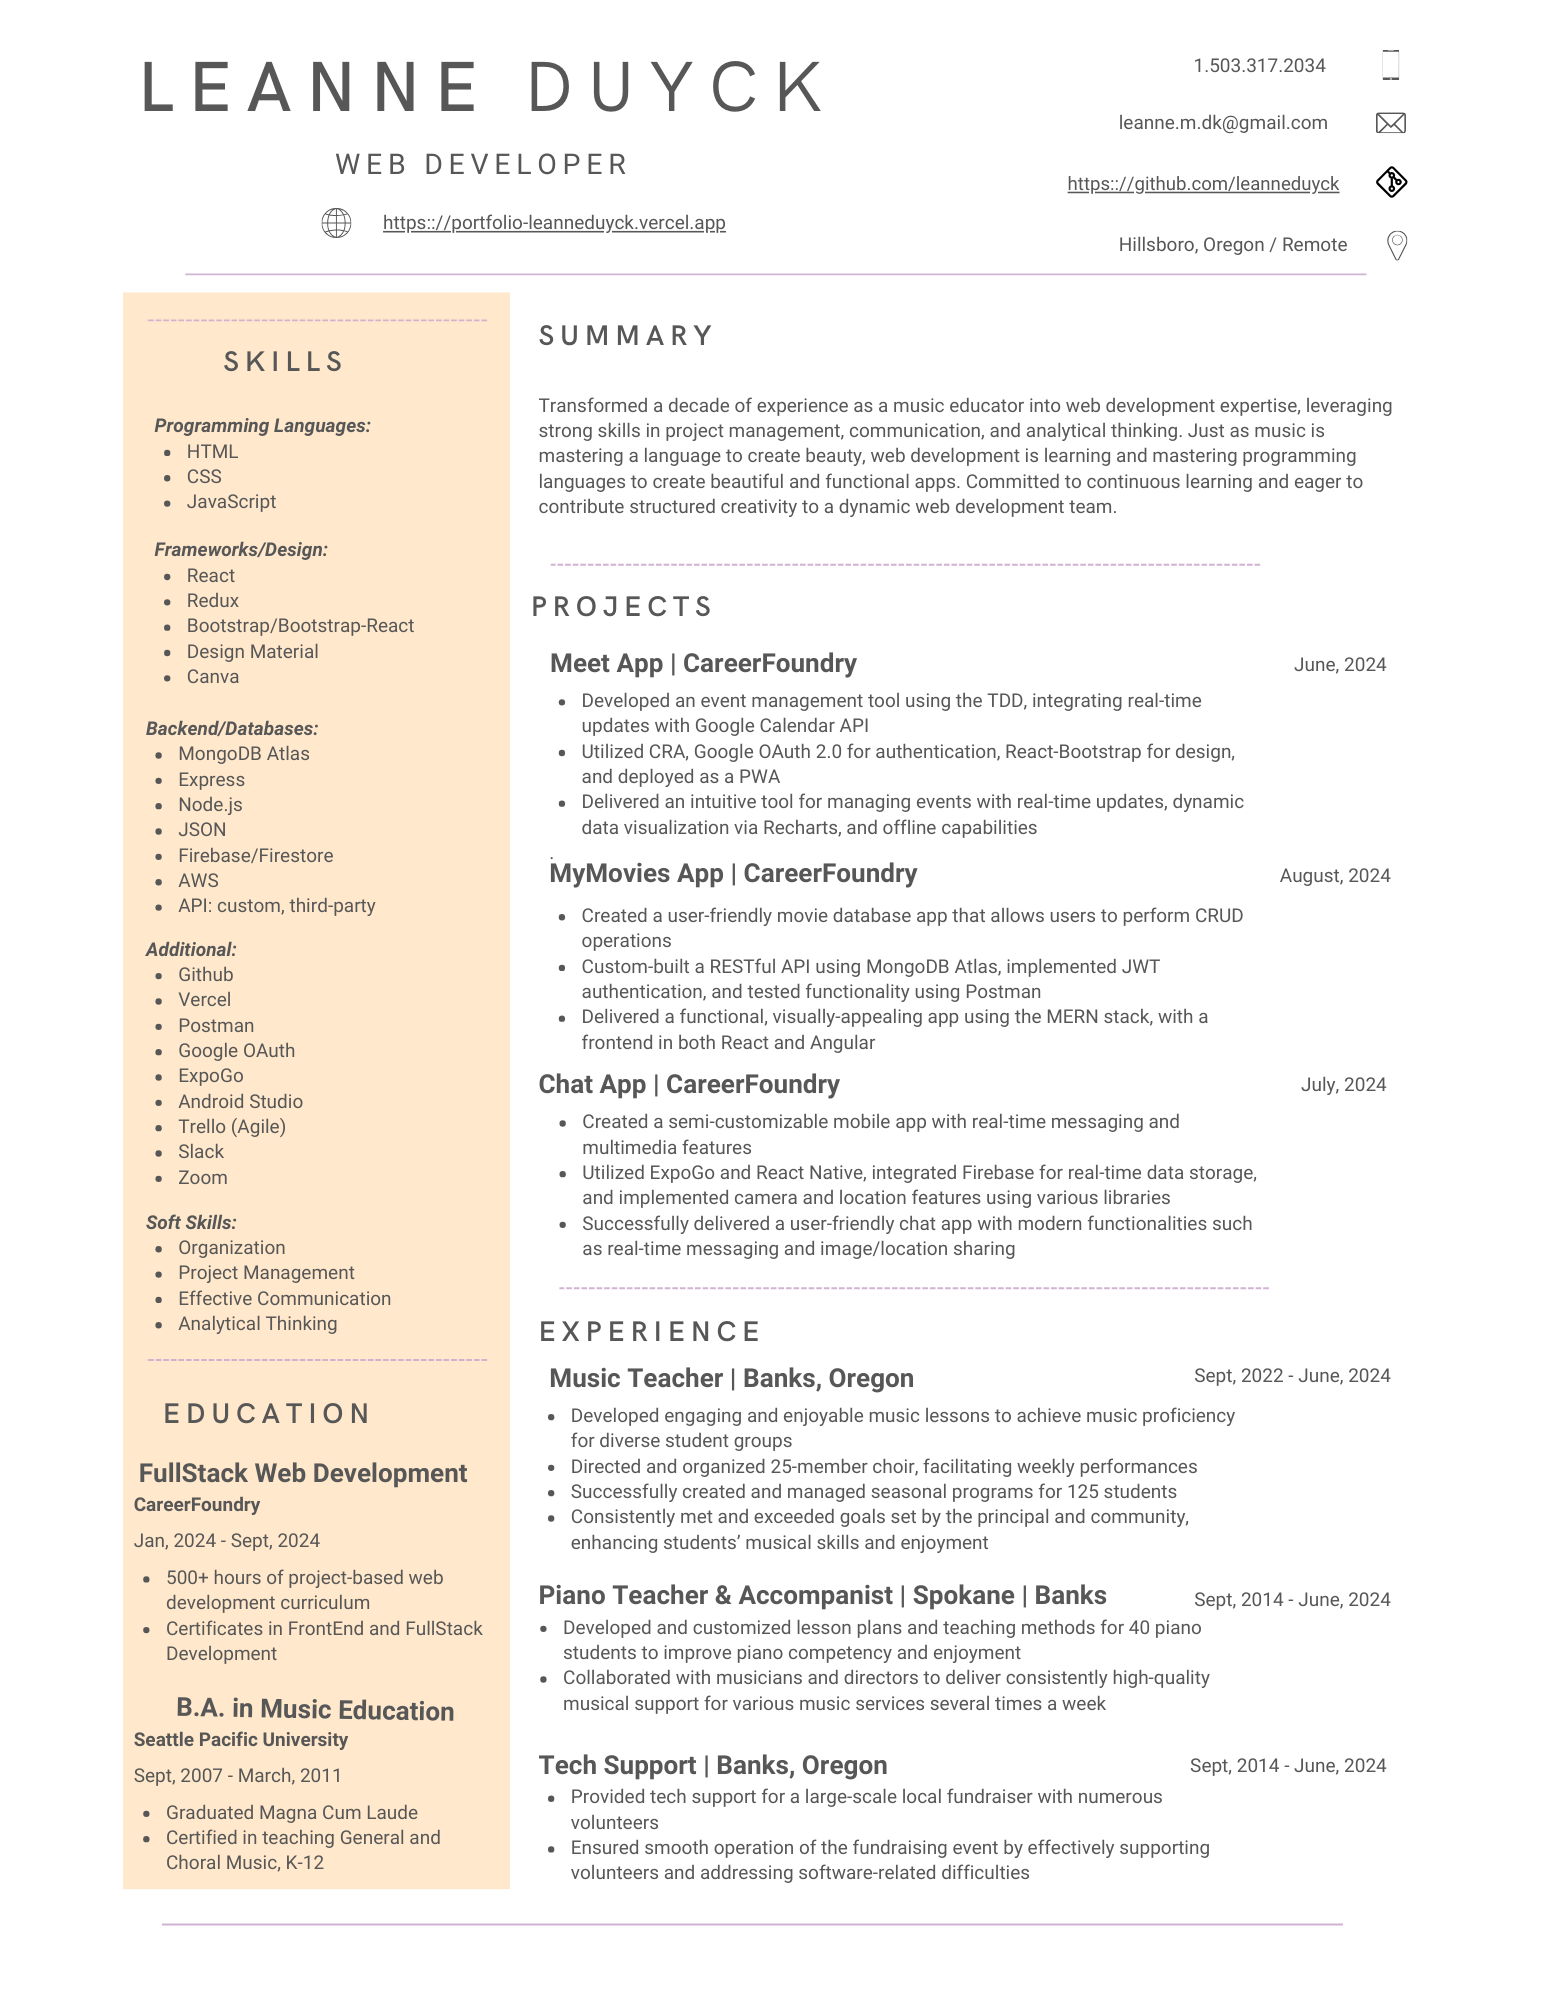 LEANNE DUYCK
WEB DEVELOPER
https:://portfolio-leanneduyck.vercel.app
1.503.317.2034
leanne.m.dk@gmail.com
https:://github.com/leanneduyck
Hillsboro, Oregon / Remote
SKILLS
Programming Languages:
• HTML
• CSS
• JavaScript
Frameworks/Design:
• React
• Redux
• Bootstrap/Bootstrap-React
• Design Material
• Canva
Backend/Databases:
• MongoDB Atlas
• Express
• Node.js
• JSON
• Firebase/Firestore
• AWS
• API: custom, third-party
Additional:
• Github
• Vercel
• Postman
• Google OAuth
• ExpoGo
• Android Studio
• Trello (Agile)
• Slack
• Zoom
Soft Skills:
• Organization
• Project Management
• Effective Communication
• Analytical Thinking
EDUCATION
FullStack Web Development
CareerFoundry
Jan, 2024 - Sept, 2024
• 500+ hours of project-based web
development curriculum
• Certificates in FrontEnd and FullStack
Development
B.A. in Music Education
Seattle Pacific University
Sept, 2007 - March, 2011
• Graduated Magna Cum Laude
• Certified in teaching General and
Choral Music, K-12
SUMMARY
Transformed a decade of experience as a music educator into web development expertise, leveraging
strong skills in project management, communication, and analytical thinking. Just as music is
mastering a language to create beauty, web development is learning and mastering programming
languages to create beautiful and functional apps. Committed to continuous learning and eager to
contribute structured creativity to a dynamic web development team.
PROJECTS
Meet App | CareerFoundry June, 2024
• Developed an event management tool using the TDD, integrating real-time
updates with Google Calendar API
• Utilized CRA, Google OAuth 2.0 for authentication, React-Bootstrap for design,
and deployed as a PWA
• Delivered an intuitive tool for managing events with real-time updates, dynamic
data visualization via Recharts, and offline capabilities
.
MyMovies App | CareerFoundry August, 2024
• Created a user-friendly movie database app that allows users to perform CRUD
operations
• Custom-built a RESTful API using MongoDB Atlas, implemented JWT
authentication, and tested functionality using Postman
• Delivered a functional, visually-appealing app using the MERN stack, with a
frontend in both React and Angular
Chat App | CareerFoundry July, 2024
• Created a semi-customizable mobile app with real-time messaging and
multimedia features
• Utilized ExpoGo and React Native, integrated Firebase for real-time data storage,
and implemented camera and location features using various libraries
• Successfully delivered a user-friendly chat app with modern functionalities such
as real-time messaging and image/location sharing
EXPERIENCE
Music Teacher | Banks, Oregon Sept, 2022 - June, 2024
• Developed engaging and enjoyable music lessons to achieve music proficiency
for diverse student groups
• Directed and organized 25-member choir, facilitating weekly performances
• Successfully created and managed seasonal programs for 125 students
• Consistently met and exceeded goals set by the principal and community,
enhancing students’ musical skills and enjoyment
Piano Teacher & Accompanist | Spokane | Banks Sept, 2014 - June, 2024
• Developed and customized lesson plans and teaching methods for 40 piano
students to improve piano competency and enjoyment
• Collaborated with musicians and directors to deliver consistently high-quality
musical support for various music services several times a week
Tech Support | Banks, Oregon Sept, 2014 - June, 2024
• Provided tech support for a large-scale local fundraiser with numerous
volunteers
• Ensured smooth operation of the fundraising event by effectively supporting
volunteers and addressing software-related difficulties